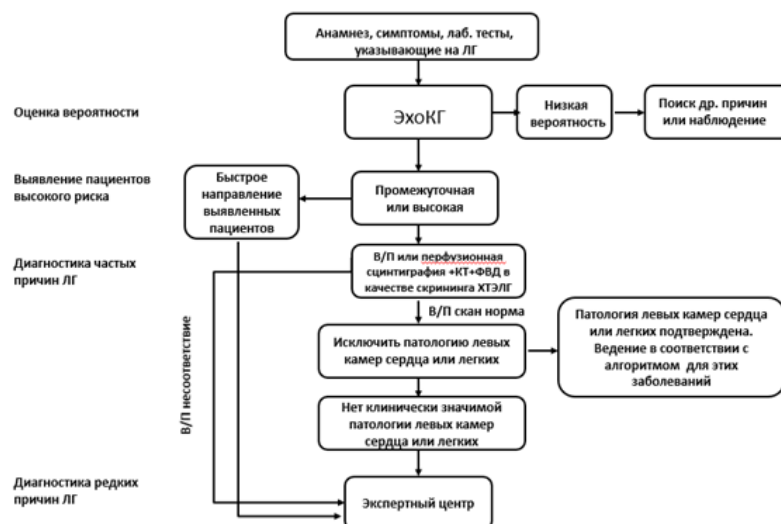 Анамнез, симптомы, лаб. тесты,
указывающие на ЛГ
Оценка вероятности
ЭхоКГ
Низкая
вероятность
Поиск др. причин
или наблюдение
Выявление пациентов
высокого риска
Быстрое
направление
выявленных
пациентов
Промежуточная
или высокая
Диагностика частых
причин ЛГ
В/П или перфузионная
сцинтиграфия +КТ+ФВД в
качестве скрининга ХТЭЛГ
В/П скан норма
В/П несоответствие
Исключить патологию левых
камер сердца или легких
Патология левых камер сердца
или легких подтверждена.
Ведение в соответствии с
алгоритмом для этих
заболеваний
Нет клинически значимой
патологии левых камер
сердца или легких
Диагностика редких
причин ЛГ
Экспертный центр